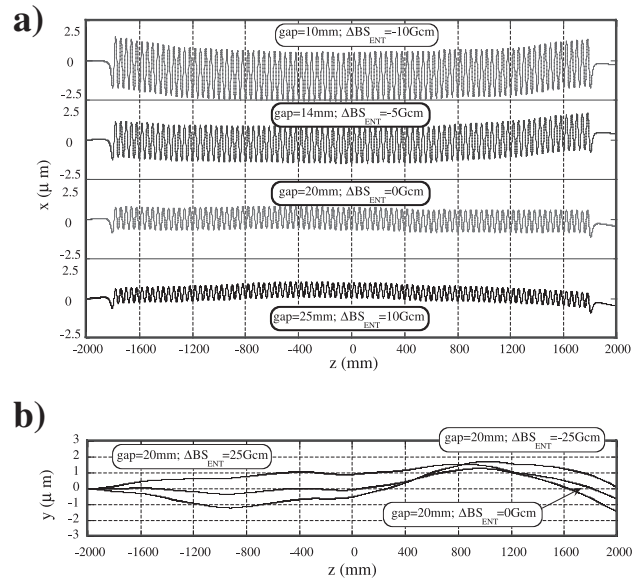 a)
2.5
gap=10mm; ΔBS_ENT=-10Gcm
0
-2.5
2.5
gap=14mm; ΔBS_ENT=-5Gcm
0
-2.5
2.5
gap=20mm; ΔBS_ENT=0Gcm
0
-2.5
2.5
0
gap=25mm; ΔBS_ENT=10Gcm
-2.5
x (μ m)
-2000 -1600 -1200 -800 -400 0 400 800 1200 1600 2000
z (mm)
b)
3
2
1
0
-1
-2
-3
y (μ m)
gap=20mm; ΔBS_ENT=25Gcm
gap=20mm; ΔBS_ENT=-25Gcm
gap=20mm; ΔBS_ENT=0Gcm
-2000 -1600 -1200 -800 -400 0 400 800 1200 1600 2000
z (mm)